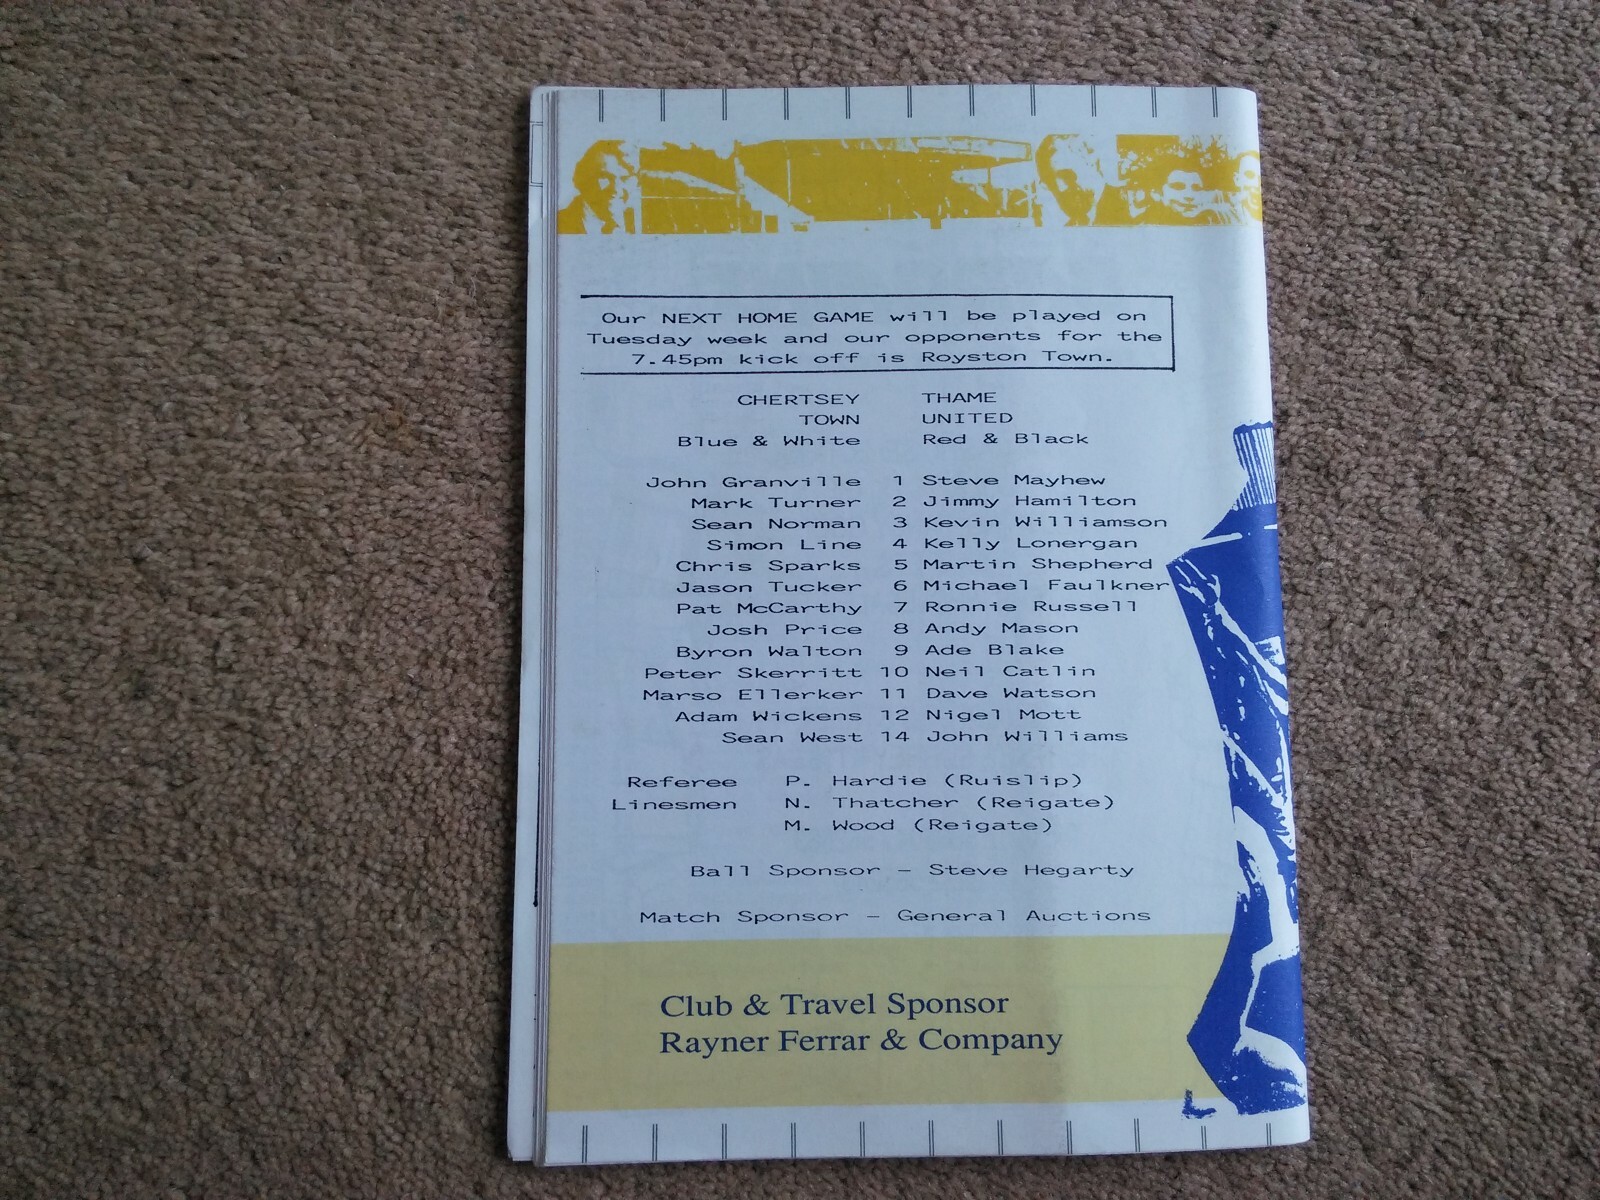 Our NEXT HOME GAME will be played on
Tuesday week and our opponents for the
7.45pm kick off is Royston Town.
CHERTSEY THAME
TOWN UNITED
Blue & White Red & Black
John Granville 1 Steve Mayhew
Mark Turner 2 Jimmy Hamilton
Sean Norman 3 Kevin Williamson
Simon Line 4 Kelly Lonergan
Chris Sparks 5 Martin Shepherd
Jason Tucker 6 Michael Faulkner
Pat McCarthy 7 Ronnie Russell
Josh Price 8 Andy Mason
Byron Walton 9 Ade Blake
Peter Skerritt 10 Neil Catlin
Marso Ellerker 11 Dave Watson
Adam Wickens 12 Nigel Mott
Sean West 14 John Williams
Referee P. Hardie (Ruislip)
Linesmen N. Thatcher (Reigate)
M. Wood (Reigate)
Ball Sponsor - Steve Hegarty
Match Sponsor - General Auctions
Club & Travel Sponsor
Rayner Ferrar & Company